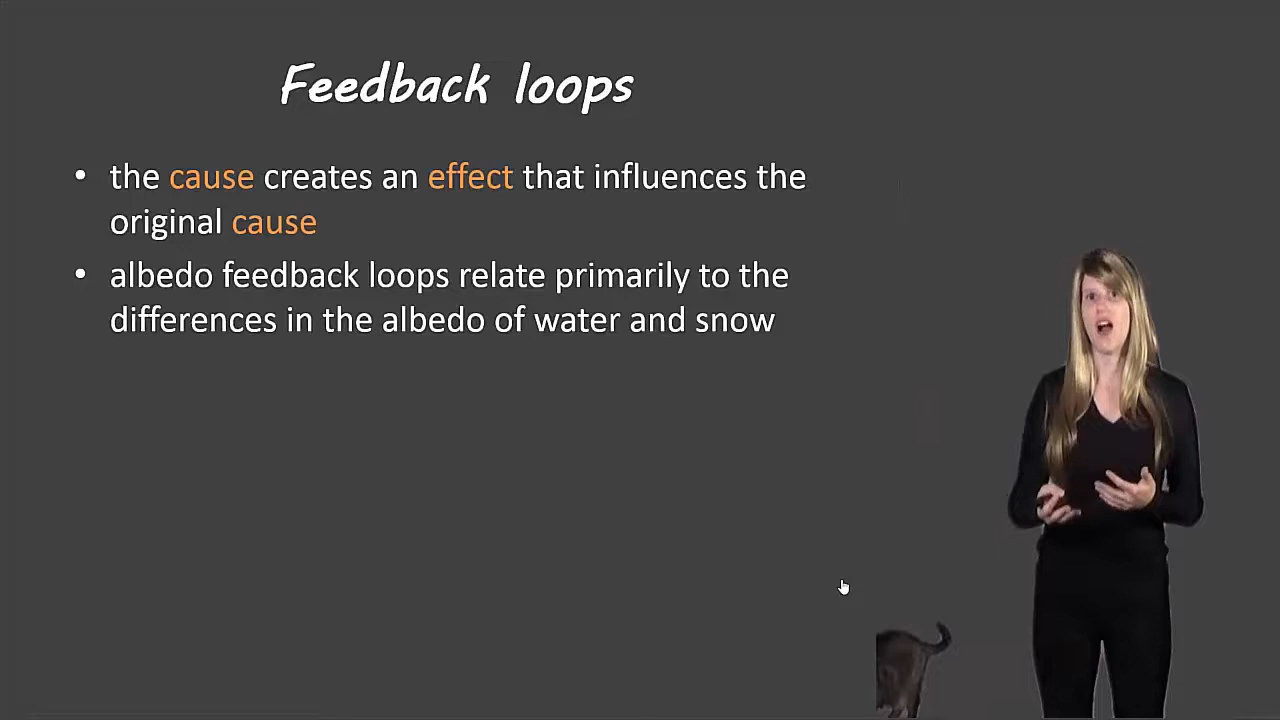 Feedback loops
• the cause creates an effect that influences the
original cause
• albedo feedback loops relate primarily to the
differences in the albedo of water and snow